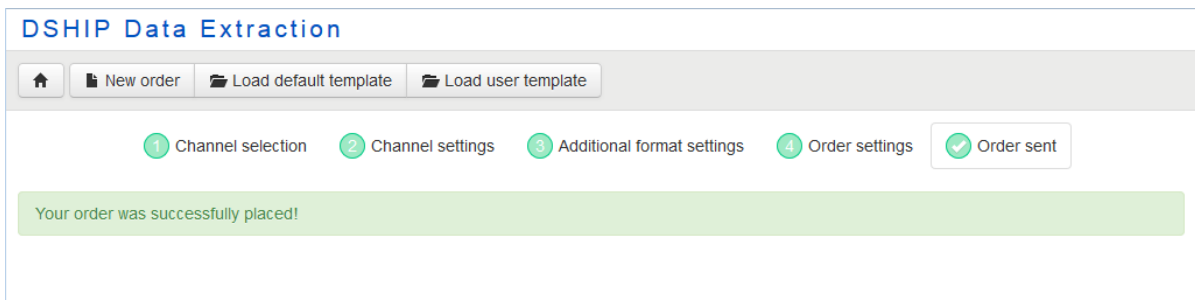 DSHIP Data Extraction
New order Load default template Load user template
1 Channel selection 2 Channel settings 3 Additional format settings 4 Order settings Order sent
Your order was successfully placed!